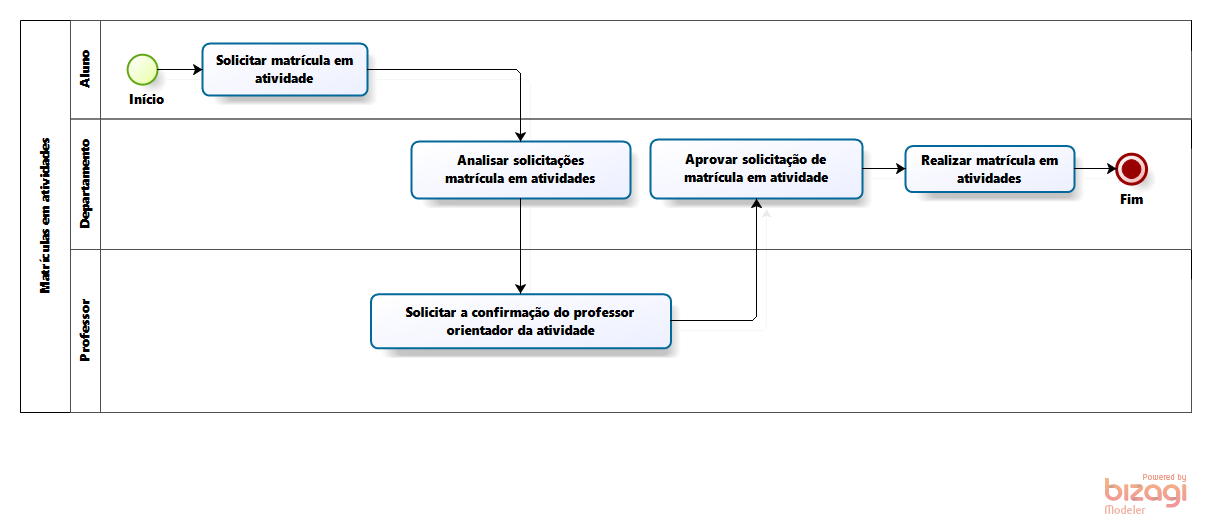 Matrículas em atividades
Aluno
Início
Solicitar matrícula em
atividade
Departamento
Analisar solicitações
matrícula em atividades
Aprovar solicitação de
matrícula em atividade
Realizar matrícula em
atividades
Fim
Professor
Solicitar a confirmação do professor
orientador da atividade
Powered by
bizagi
Modeler